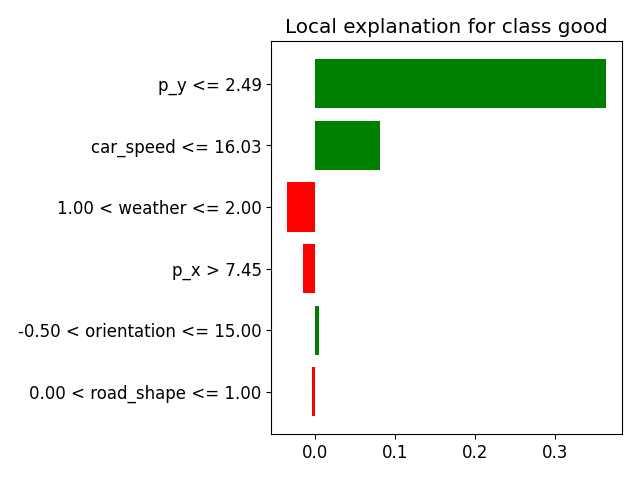 Local explanation for class good
p_y <= 2.49
car_speed <= 16.03
1.00 < weather <= 2.00
p_x > 7.45
-0.50 < orientation <= 15.00
0.00 < road_shape <= 1.00
0.0 0.1 0.2 0.3